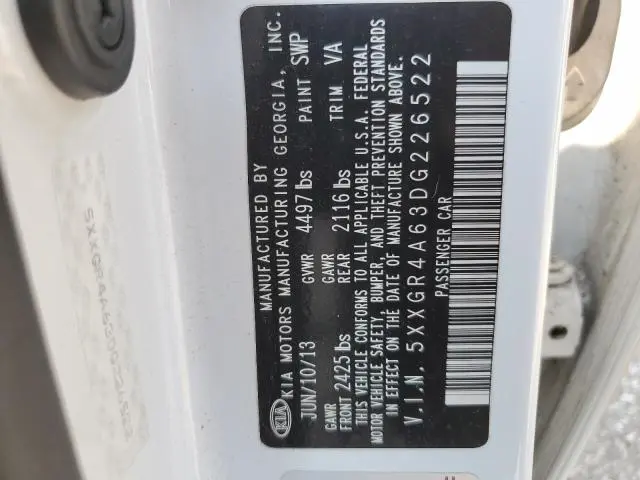 MANUFACTURED BY
KIA KIA MOTORS MANUFACTURING GEORGIA, INC.
JUN/10/13 GVWR 4497 lbs PAINT SWP
GAWR FRONT 2425 lbs GAWR REAR 2116 lbs TRIM VA
THIS VEHICLE CONFORMS TO ALL APPLICABLE U.S.A. FEDERAL
MOTOR VEHICLE SAFETY, BUMPER, AND THEFT PREVENTION STANDARDS
IN EFFECT ON THE DATE OF MANUFACTURE SHOWN ABOVE.
V.I.N. 5XXGR4A63DG226522
PASSENGER CAR